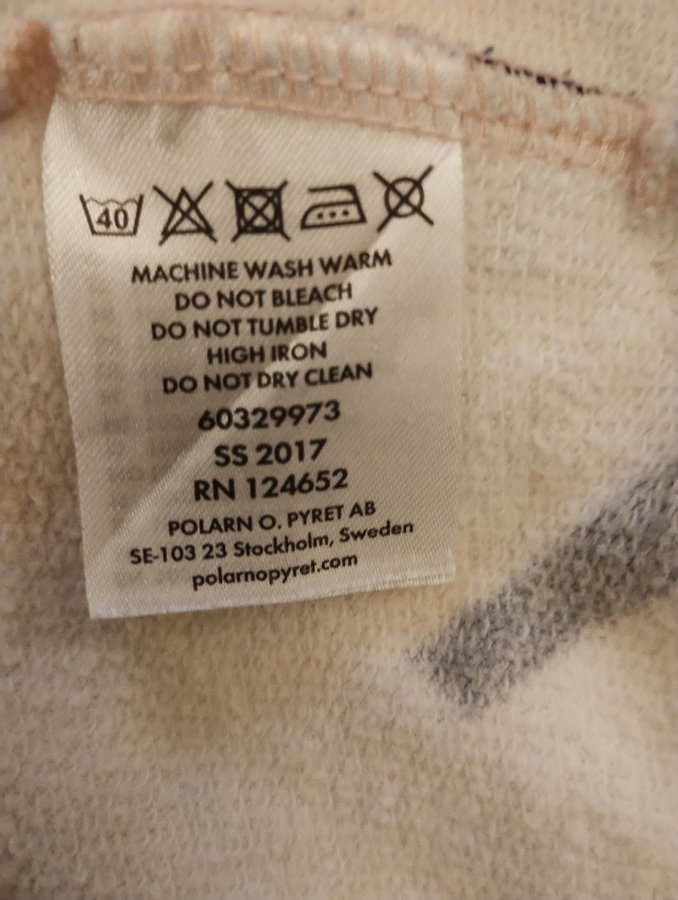 40
MACHINE WASH WARM
DO NOT BLEACH
DO NOT TUMBLE DRY
HIGH IRON
DO NOT DRY CLEAN
60329973
SS 2017
RN 124652
POLARN O. PYRET AB
SE-103 23 Stockholm, Sweden
polarnopyret.com